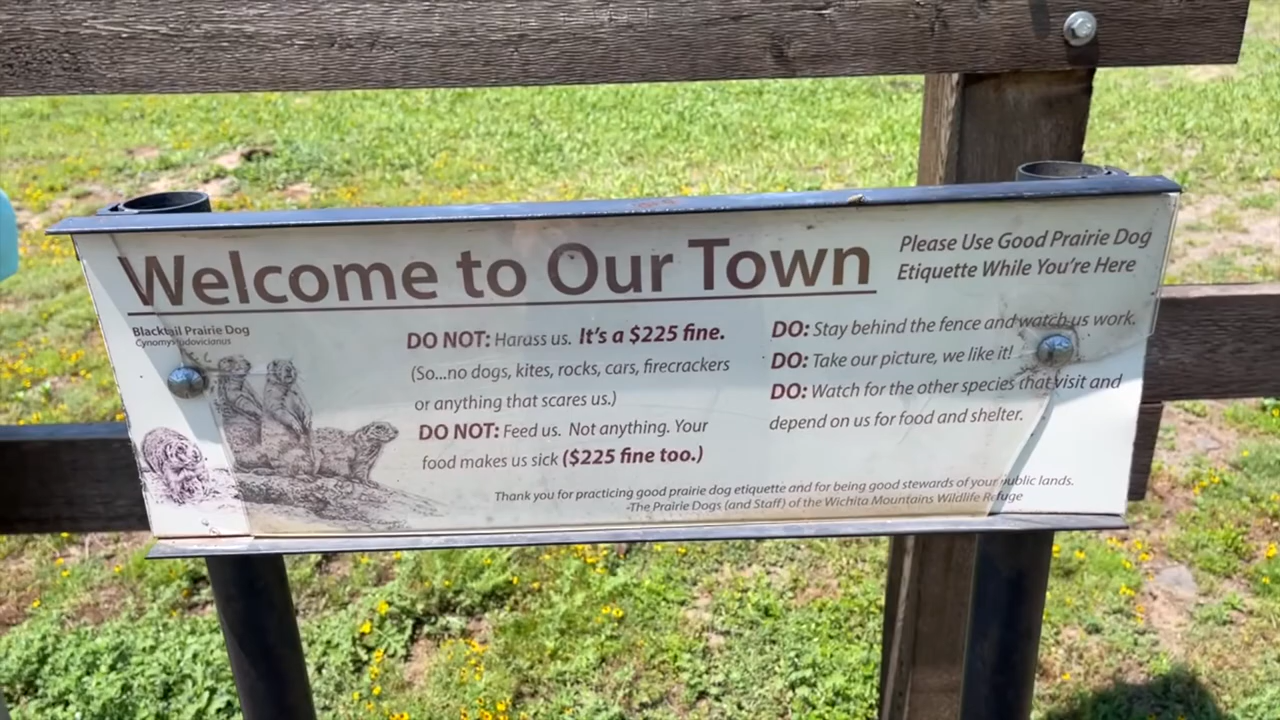 Welcome to Our Town
Please Use Good Prairie Dog
Etiquette While You're Here
Blacktail Prairie Dog
Cynomys ludovicianus
DO NOT: Harass us. It's a $225 fine.
(So...no dogs, kites, rocks, cars, firecrackers
or anything that scares us.)
DO NOT: Feed us. Not anything. Your
food makes us sick ($225 fine too.)
DO: Stay behind the fence and watch us work.
DO: Take our picture, we like it!
DO: Watch for the other species that visit and
depend on us for food and shelter.
Thank you for practicing good prairie dog etiquette and for being good stewards of your public lands.
-The Prairie Dogs (and Staff) of the Wichita Mountains Wildlife Refuge